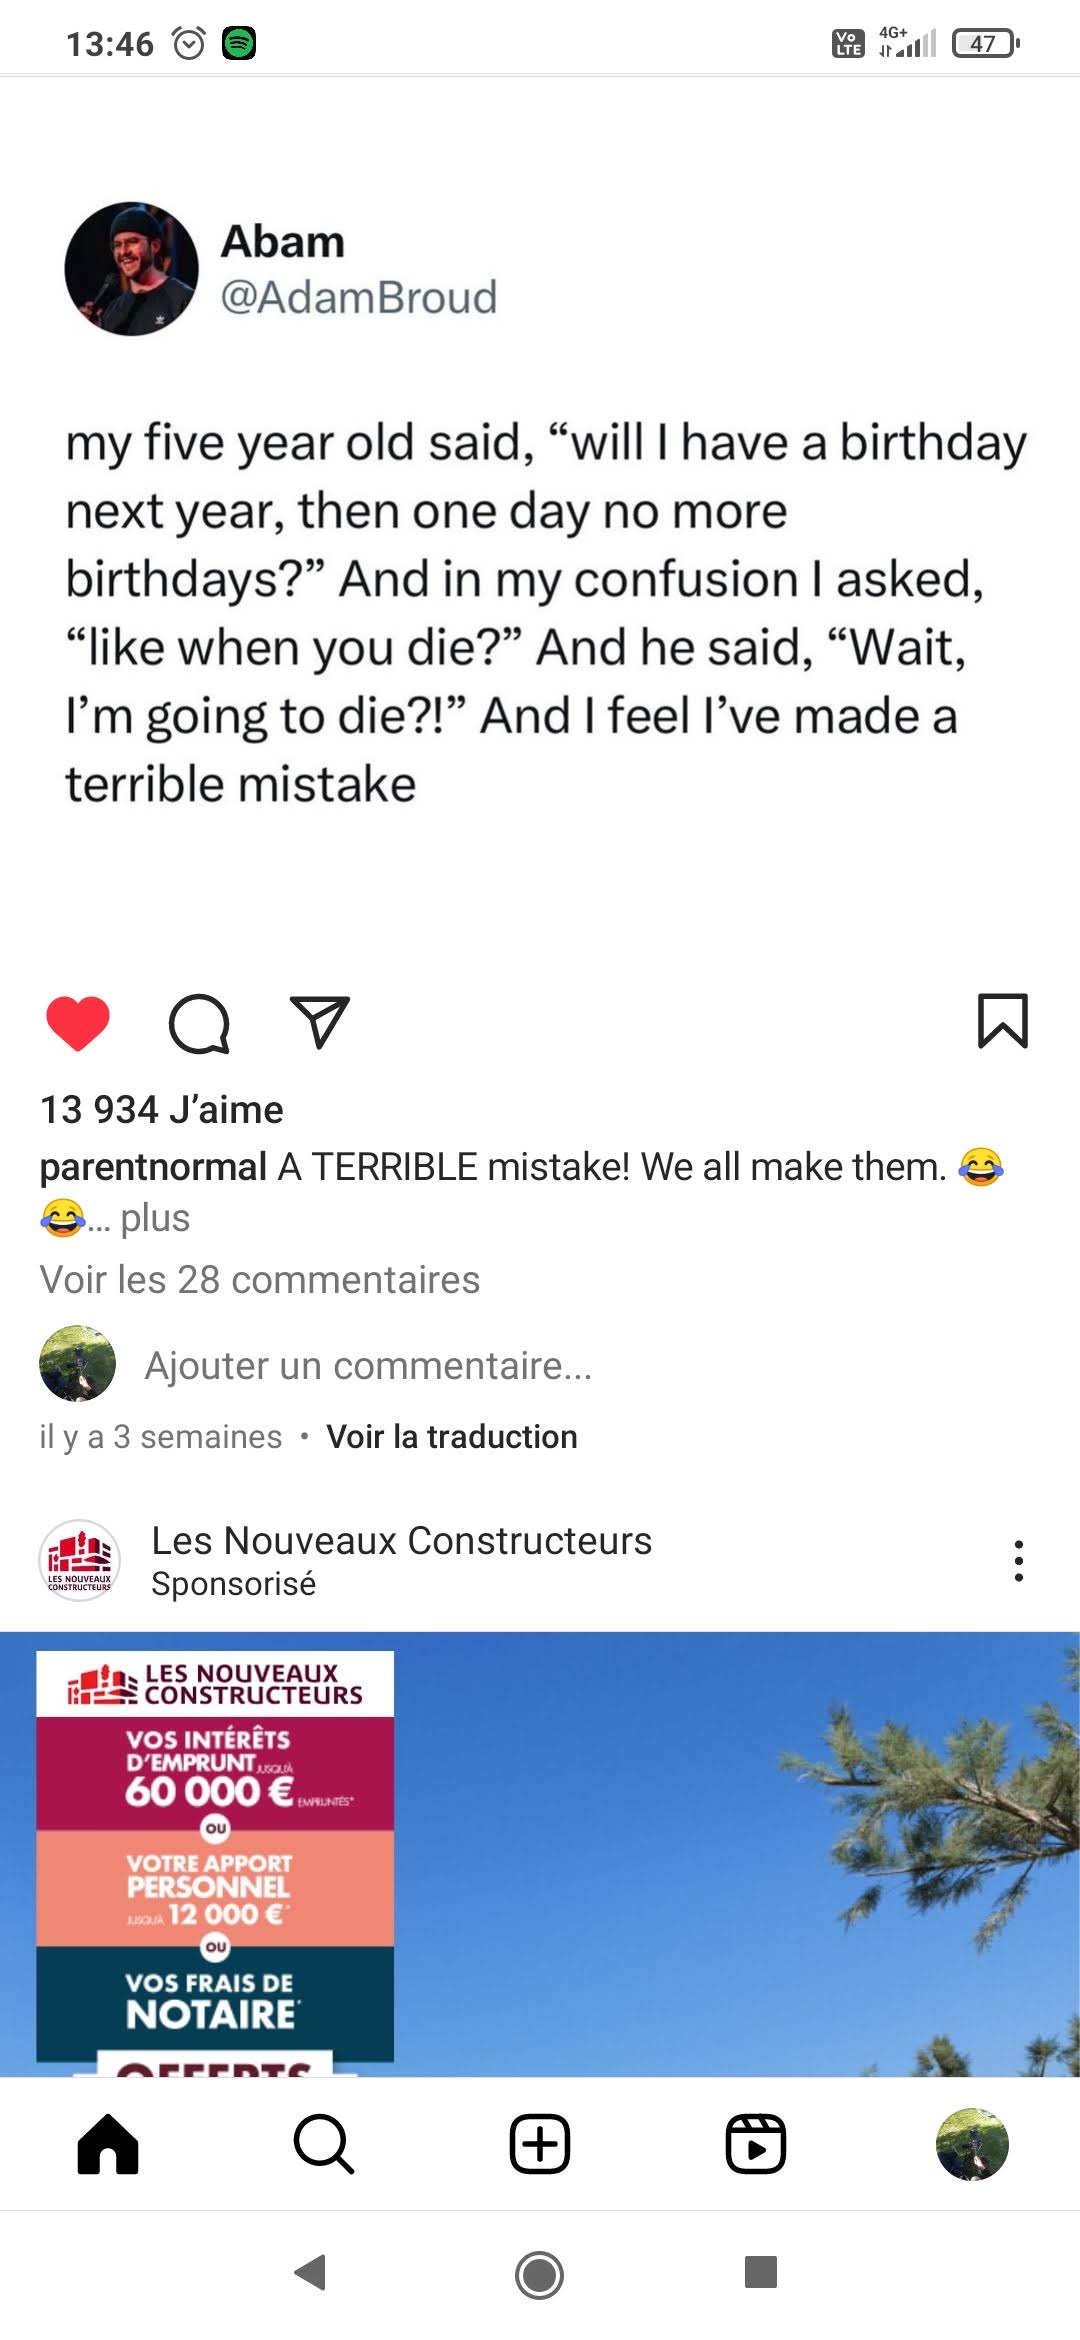 13:46
Vo
LTE
4G+
47
Abam
@AdamBroud
my five year old said, “will I have a birthday
next year, then one day no more
birthdays?” And in my confusion I asked,
“like when you die?” And he said, “Wait,
I’m going to die?!” And I feel I’ve made a
terrible mistake
13 934 J’aime
parentnormal A TERRIBLE mistake! We all make them. 😂
😂... plus
Voir les 28 commentaires
Ajouter un commentaire...
il y a 3 semaines • Voir la traduction
LES NOUVEAUX
CONSTRUCTEURS
Les Nouveaux Constructeurs
Sponsorisé
LES NOUVEAUX
CONSTRUCTEURS
VOS INTÉRÊTS
D’EMPRUNT JUSQU’À
60 000 € EMPRUNTÉS*
OU
VOTRE APPORT
PERSONNEL
JUSQU’À 12 000 €*
OU
VOS FRAIS DE
NOTAIRE*
OFFERTS